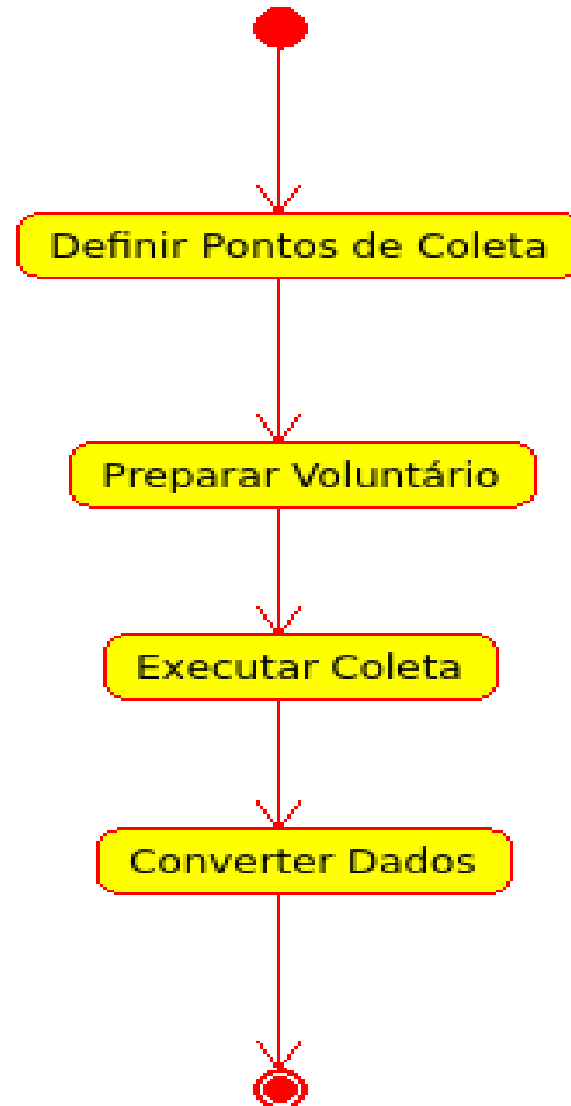 Definir Pontos de Coleta
Preparar Voluntário
Executar Coleta
Converter Dados